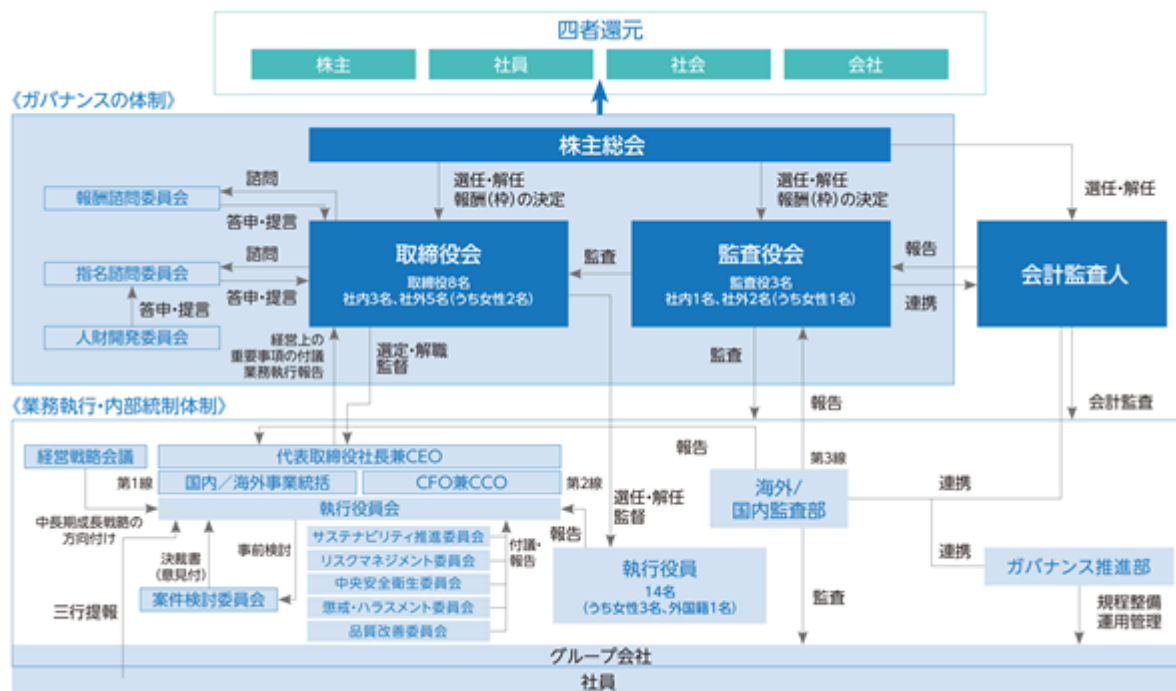 四者還元
株主
社員
社会
会社
《ガバナンスの体制》
株主総会
選任・解任
報酬(枠)の決定
選任・解任
報酬(枠)の決定
選任・解任
諮問
報酬諮問委員会
答申・提言
諮問
指名諮問委員会
答申・提言
答申・提言
人財開発委員会
取締役会
取締役8名
社内3名、社外5名(うち女性2名)
監査
監査役会
監査役3名
社内1名、社外2名(うち女性1名)
報告
連携
会計監査人
経営上の
重要事項の付議
業務執行報告
選定・解職
監督
監査
報告
会計監査
《業務執行・内部統制体制》
経営戦略会議
代表取締役社長兼CEO
報告
第1線
国内/海外事業統括
CFO兼CCO
第2線
執行役員会
中長期成長戦略の
方向付け
選任・解任
監督
第3線
海外/
国内監査部
連携
連携
ガバナンス推進部
決裁書
(意見付)
事前検討
案件検討委員会
サステナビリティ推進委員会
リスクマネジメント委員会
中央安全衛生委員会
懲戒・ハラスメント委員会
品質改善委員会
付議・
報告
報告
執行役員
14名
(うち女性3名、外国籍1名)
監査
規程整備
運用管理
三行提報
グループ会社
社員